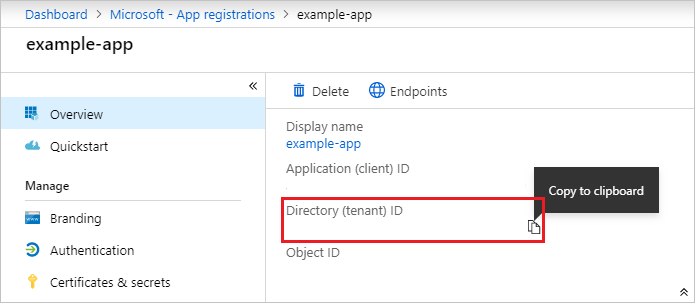 Dashboard > Microsoft - App registrations > example-app
example-app
«
Overview
Quickstart
Manage
Branding
Authentication
Certificates & secrets
Delete Endpoints
Display name
example-app
Application (client) ID
Copy to clipboard
Directory (tenant) ID
Object ID